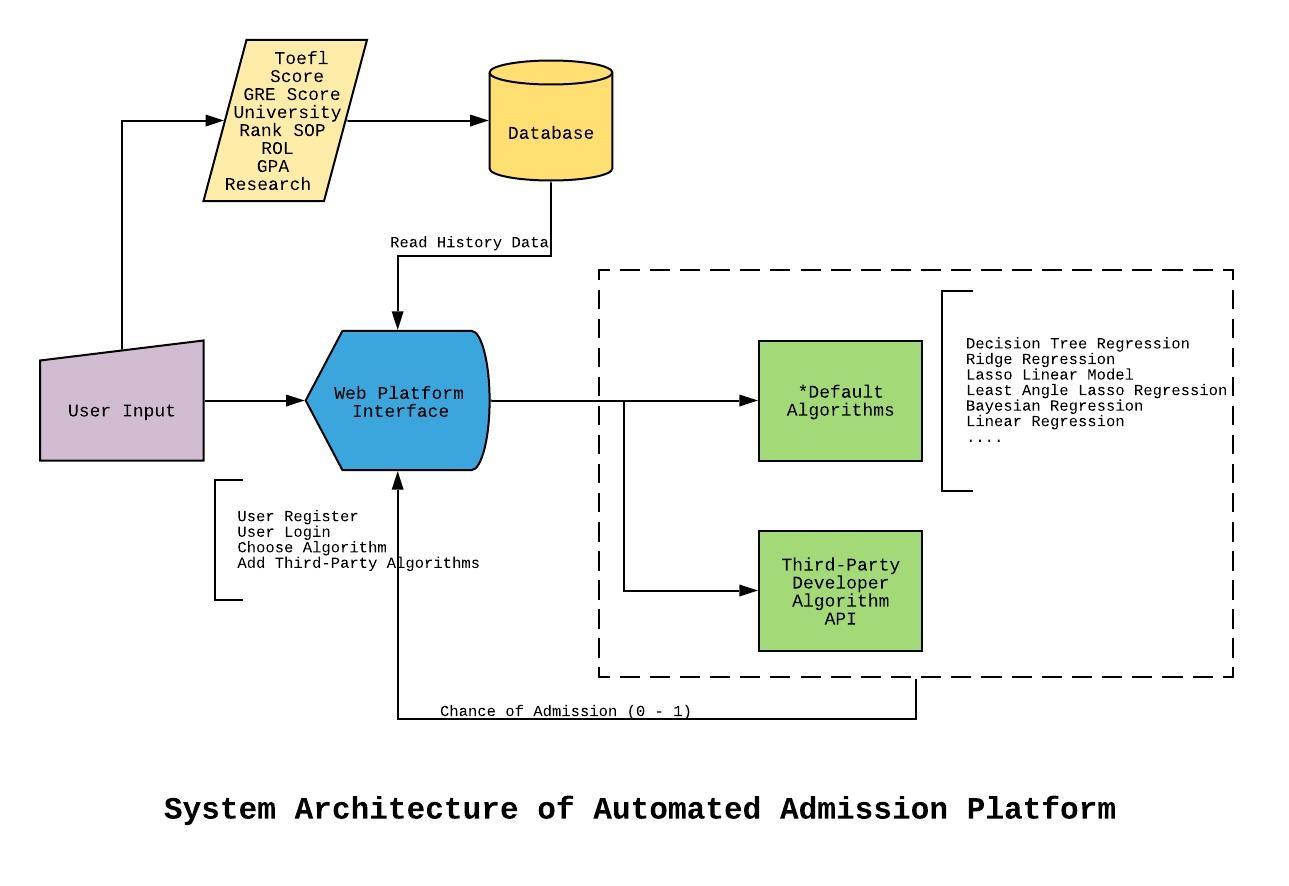 Toefl
Score
GRE Score
University
Rank SOP
ROL
GPA
Research
Database
Read History Data
User Input
Web Platform
Interface
*Default
Algorithms
Decision Tree Regression
Ridge Regression
Lasso Linear Model
Least Angle Lasso Regression
Bayesian Regression
Linear Regression
....
User Register
User Login
Choose Algorithm
Add Third-Party Algorithms
Third-Party
Developer
Algorithm
API
Chance of Admission (0 - 1)
System Architecture of Automated Admission Platform